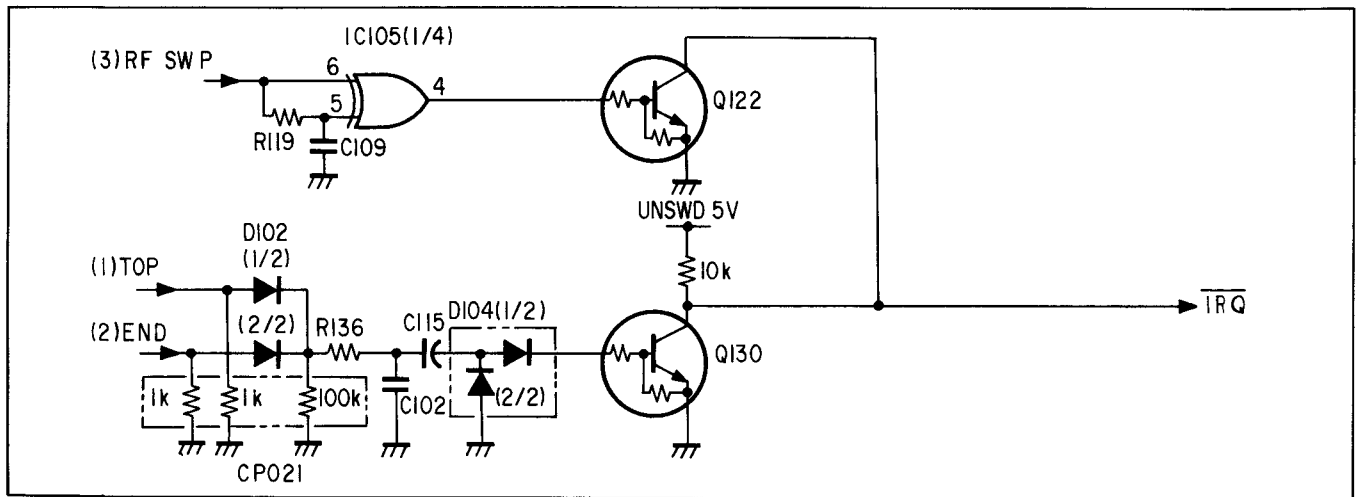 IC105(1/4)
(3)RF SWP
6
5
4
R119
C109
Q122
UNSWD 5V
10k
D102
(1/2)
(1)TOP
(2)END
(2/2)
R136
C115
D104(1/2)
(2/2)
C102
Q130
IRQ
1k
1k
100k
CP021